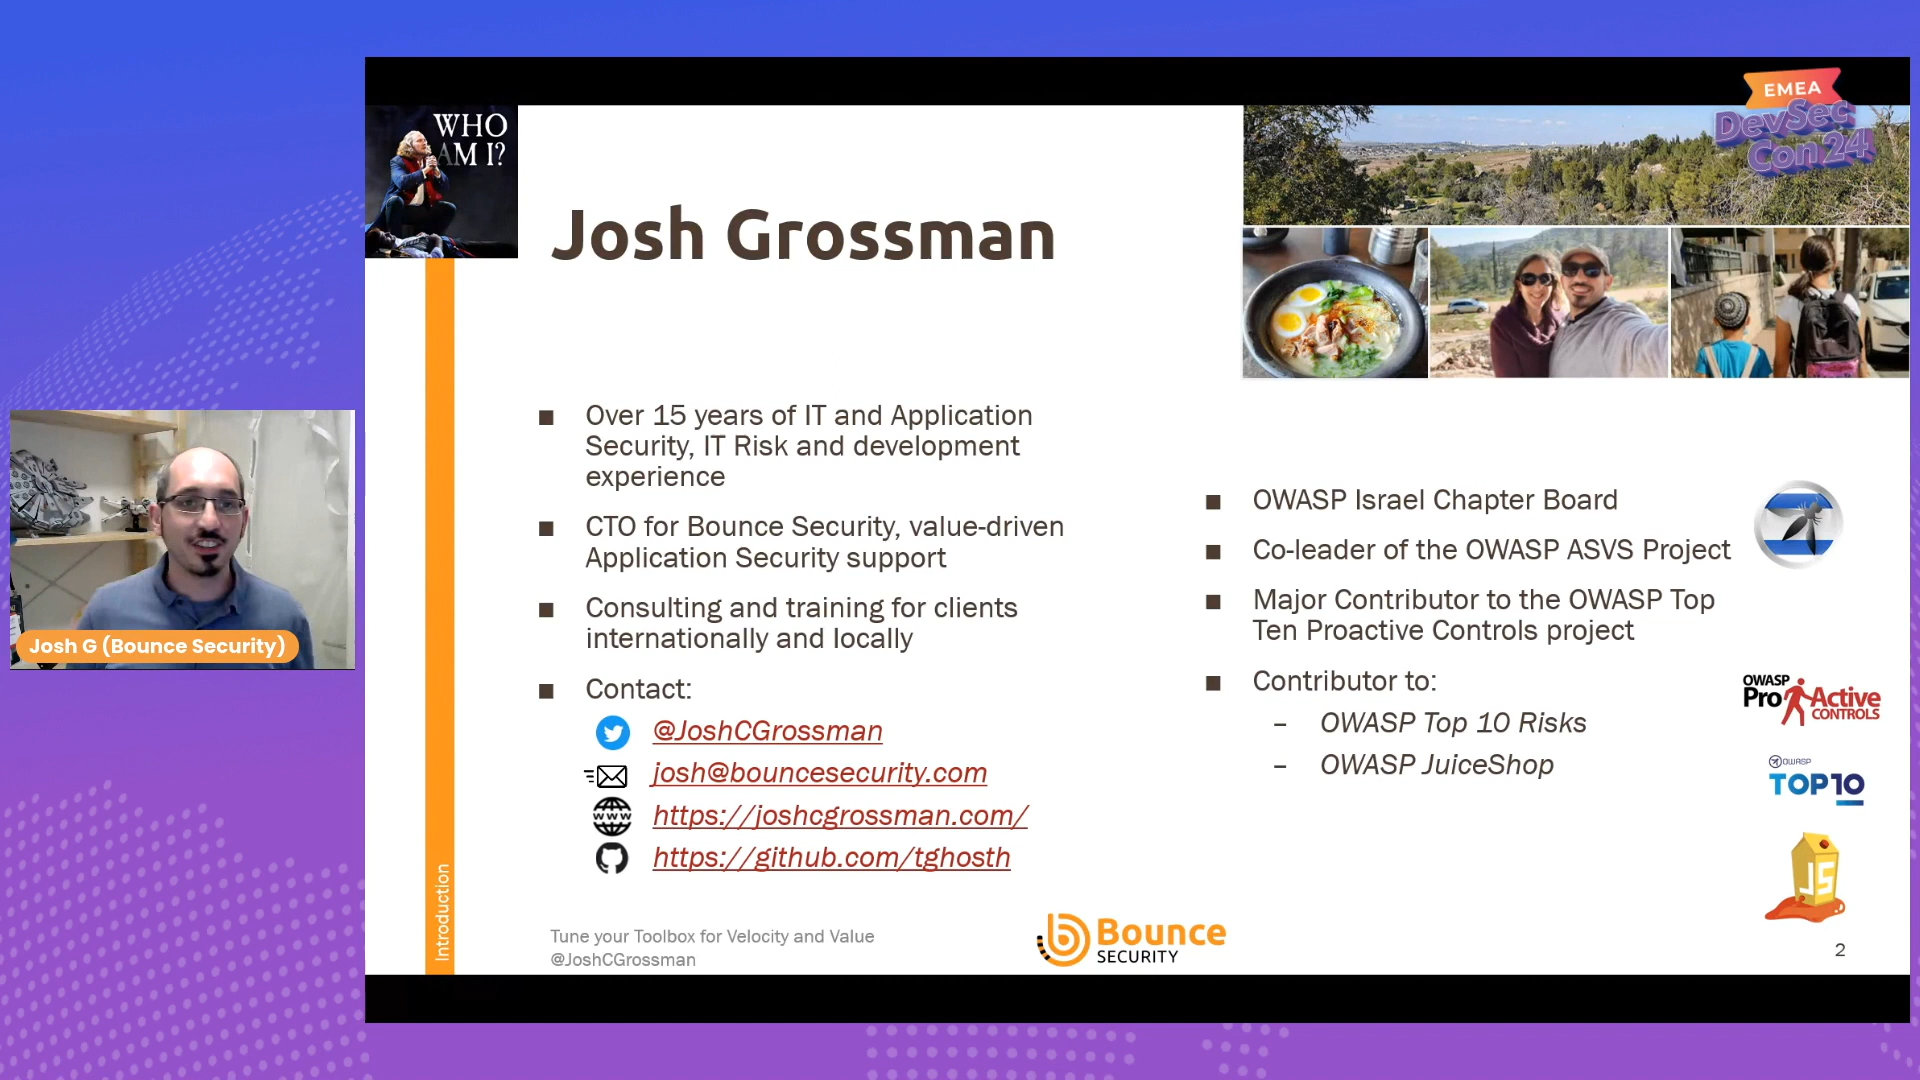 EMEA
DevSec
Con 24
WHO
AM I?
Josh Grossman
■ Over 15 years of IT and Application
Security, IT Risk and development
experience
■ CTO for Bounce Security, value-driven
Application Security support
■ Consulting and training for clients
internationally and locally
■ Contact:
@JoshCGrossman
josh@bouncesecurity.com
WWW
https://joshcgrossman.com/
https://github.com/tghosth
■ OWASP Israel Chapter Board
■ Co-leader of the OWASP ASVS Project
■ Major Contributor to the OWASP Top
Ten Proactive Controls project
■ Contributor to:
– OWASP Top 10 Risks
– OWASP JuiceShop
OWASP
ProActive
CONTROLS
OWASP
TOP10
JS
Josh G (Bounce Security)
Introduction
Tune your Toolbox for Velocity and Value
@JoshCGrossman
Bounce
SECURITY
2